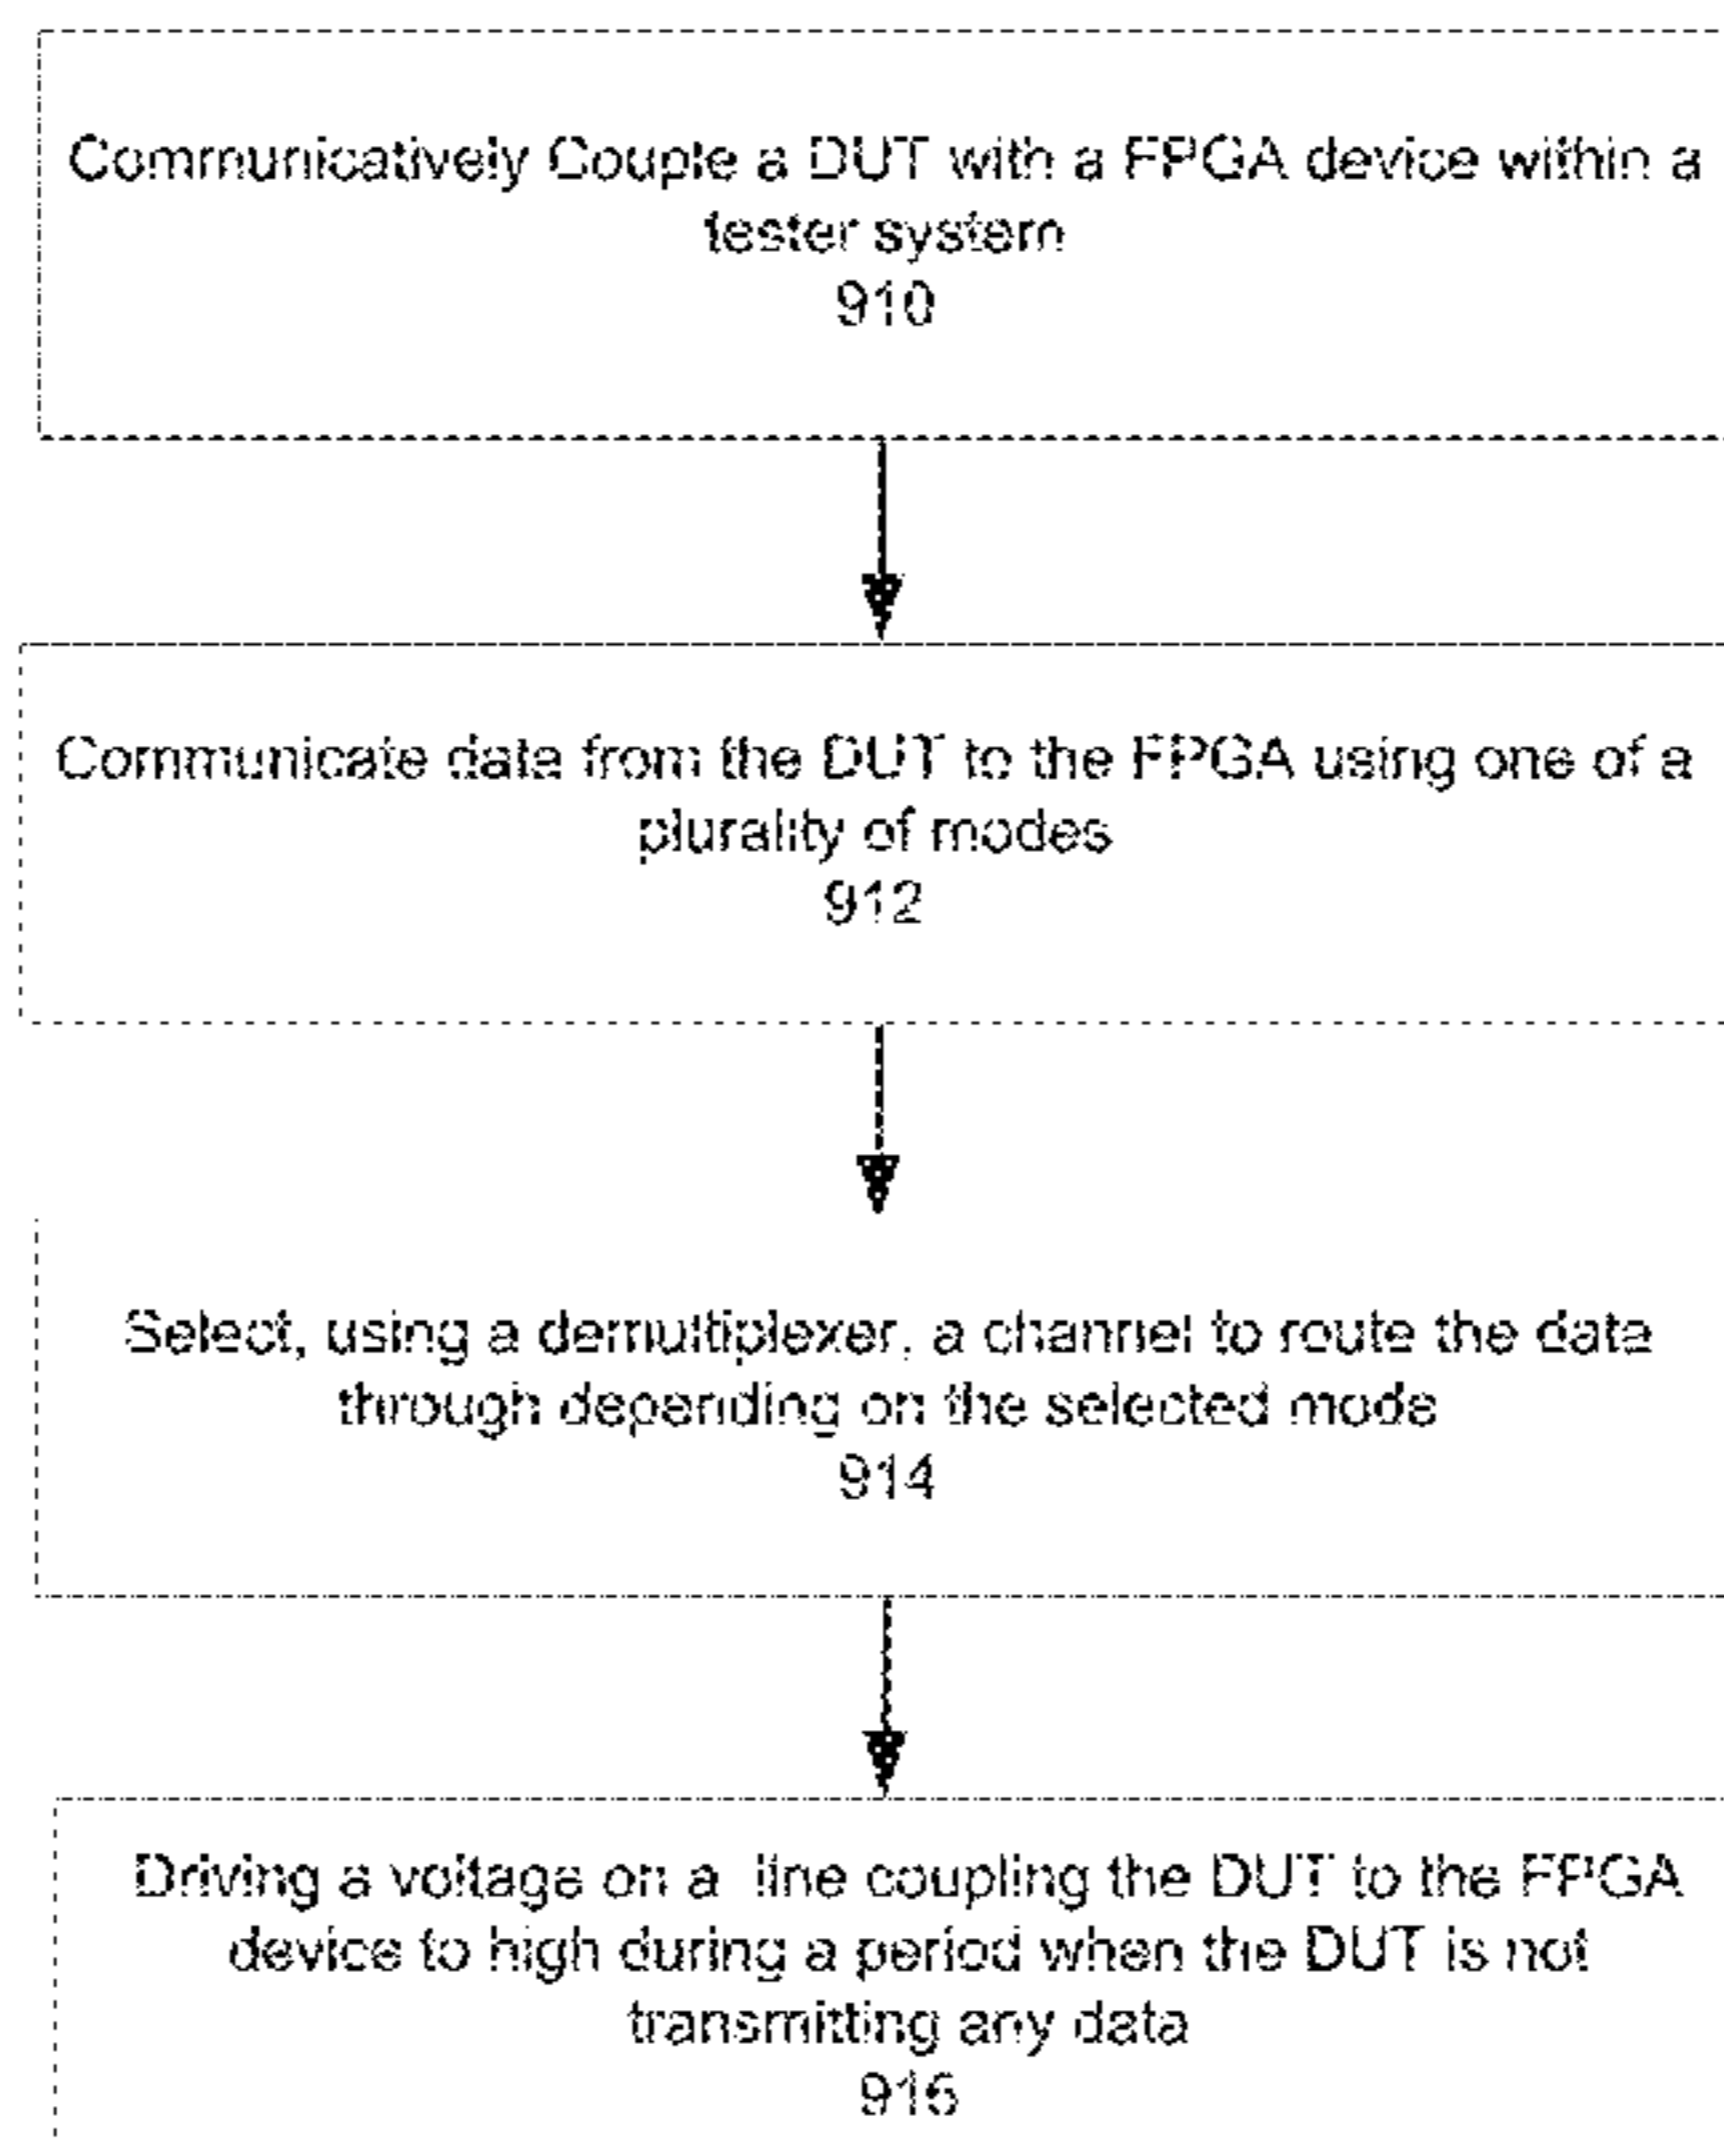 Communicatively Couple a DUT with a FPGA device within a
tester system
910
Communicate data from the DUT to the FPGA using one of a
plurality of modes
912
Select, using a demultiplexer, a channel to route the data
through depending on the selected mode
914
Driving a voltage on a line coupling the DUT to the FPGA
device to high during a period when the DUT is not
transmitting any data
916